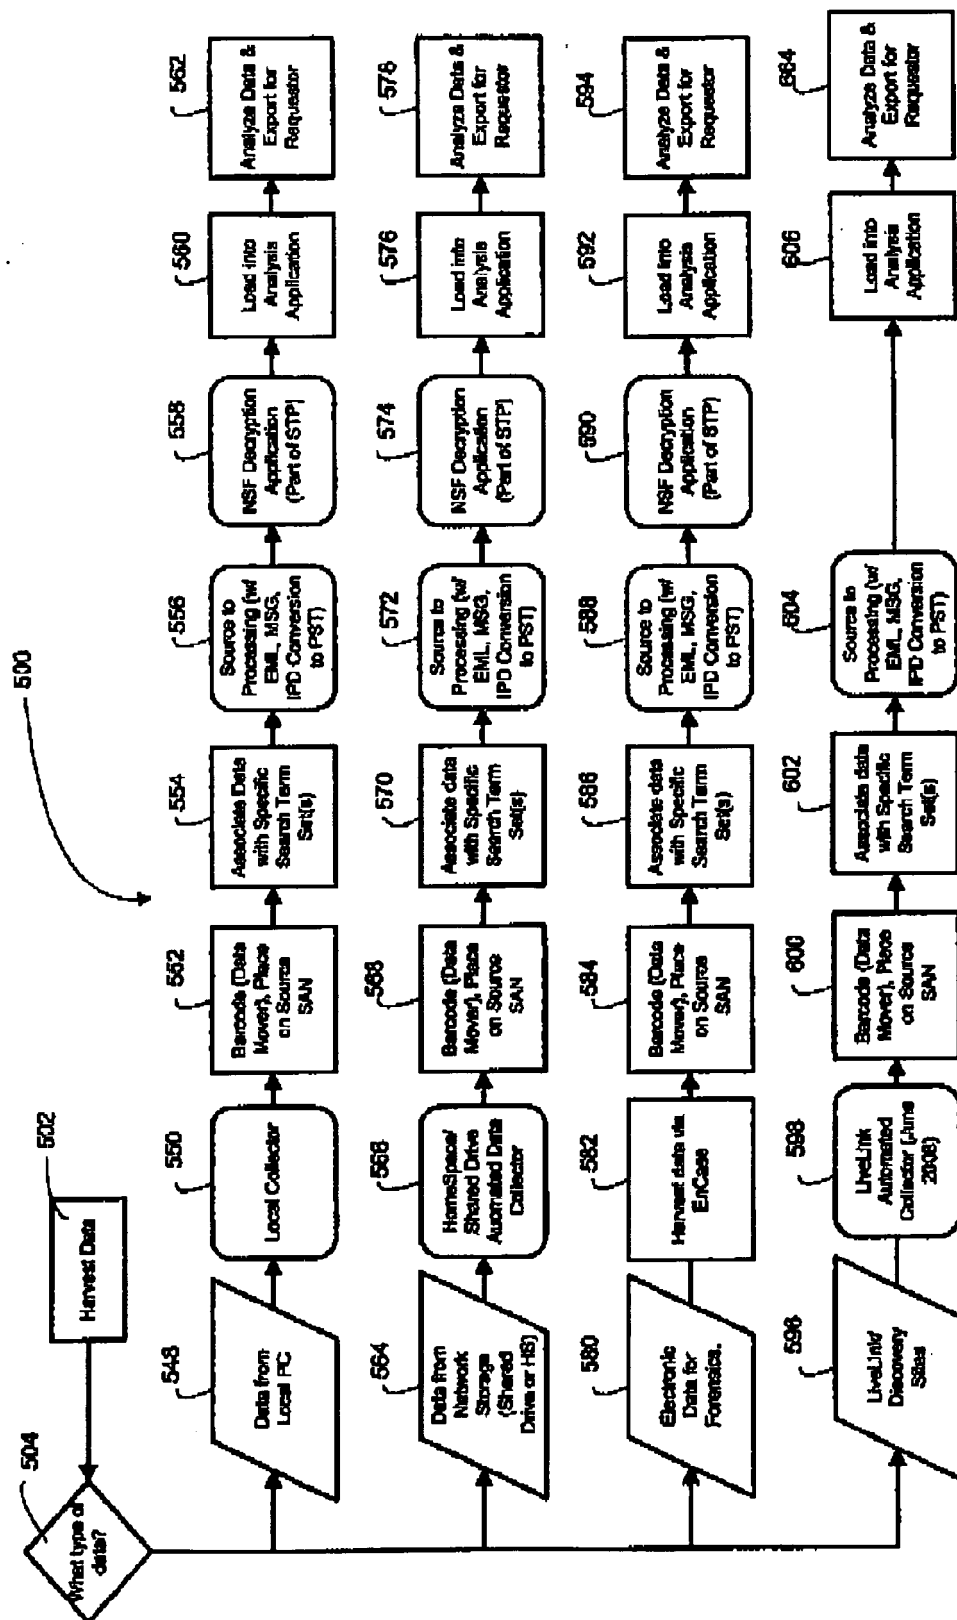 504
What type of
data?
502
Harvest Data
500
548
Data from
Local PC
550
Local Collector
552
Barcode (Data
Mover), Place
on Source
SAN
554
Associate Data
with Specific
Search Term
Set(s)
556
Source to
Processing (w/
EML, MSG,
IPD Conversion
to PST)
558
NSF Decryption
Application
(Part of STP)
560
Load into
Analysis
Application
562
Analyze Data &
Export for
Requestor
564
Data from
Network
Storage
(Shared
Drive or HS)
566
HomeSpace/
Shared Drive
Automated Data
Collector
568
Barcode (Data
Mover), Place
on Source
SAN
570
Associate data
with Specific
Search Term
Set(s)
572
Source to
Processing (w/
EML, MSG,
IPD Conversion
to PST)
574
NSF Decryption
Application
(Part of STP)
576
Load into
Analysis
Application
578
Analyze Data &
Export for
Requestor
580
Electronic
Data for
Forensics.
582
Harvest data via
EnCase
584
Barcode (Data
Mover), Place
on Source
SAN
586
Associate data
with Specific
Search Term
Set(s)
588
Source to
Processing (w/
EML, MSG,
IPD Conversion
to PST)
590
NSF Decryption
Application
(Part of STP)
592
Load into
Analysis
Application
594
Analyze Data &
Export for
Requestor
596
LiveLink/
Discovery
Sites
598
LiveLink
Automated
Collector (June
2008)
600
Barcode (Data
Mover), Place
on Source
SAN
602
Associate data
with Specific
Search Term
Set(s)
604
Source to
Processing (w/
EML, MSG,
IPD Conversion
to PST)
606
Load into
Analysis
Application
664
Analyze Data &
Export for
Requestor